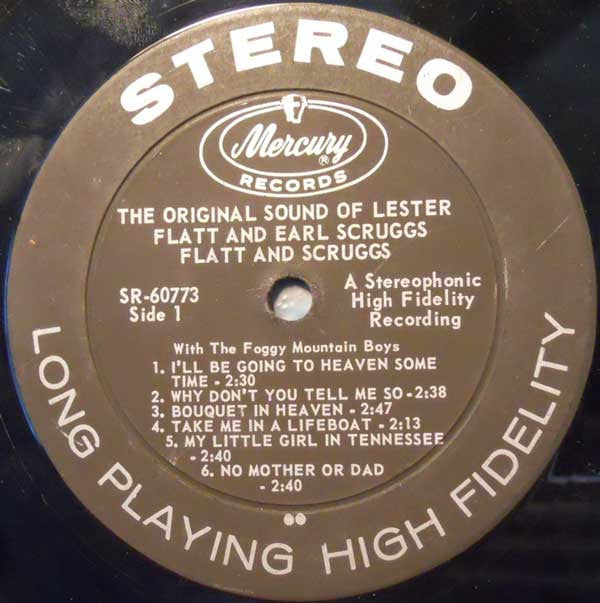 STEREO
Mercury®
RECORDS
THE ORIGINAL SOUND OF LESTER
FLATT AND EARL SCRUGGS
FLATT AND SCRUGGS
SR-60773
Side 1
A Stereophonic
High Fidelity
Recording
With The Foggy Mountain Boys
1. I'LL BE GOING TO HEAVEN SOME
TIME - 2:30
2. WHY DON'T YOU TELL ME SO-2:38
3. BOUQUET IN HEAVEN - 2:47
4. TAKE ME IN A LIFEBOAT - 2:13
5. MY LITTLE GIRL IN TENNESSEE
- 2:40
6. NO MOTHER OR DAD
- 2:40
LONG PLAYING HIGH FIDELITY